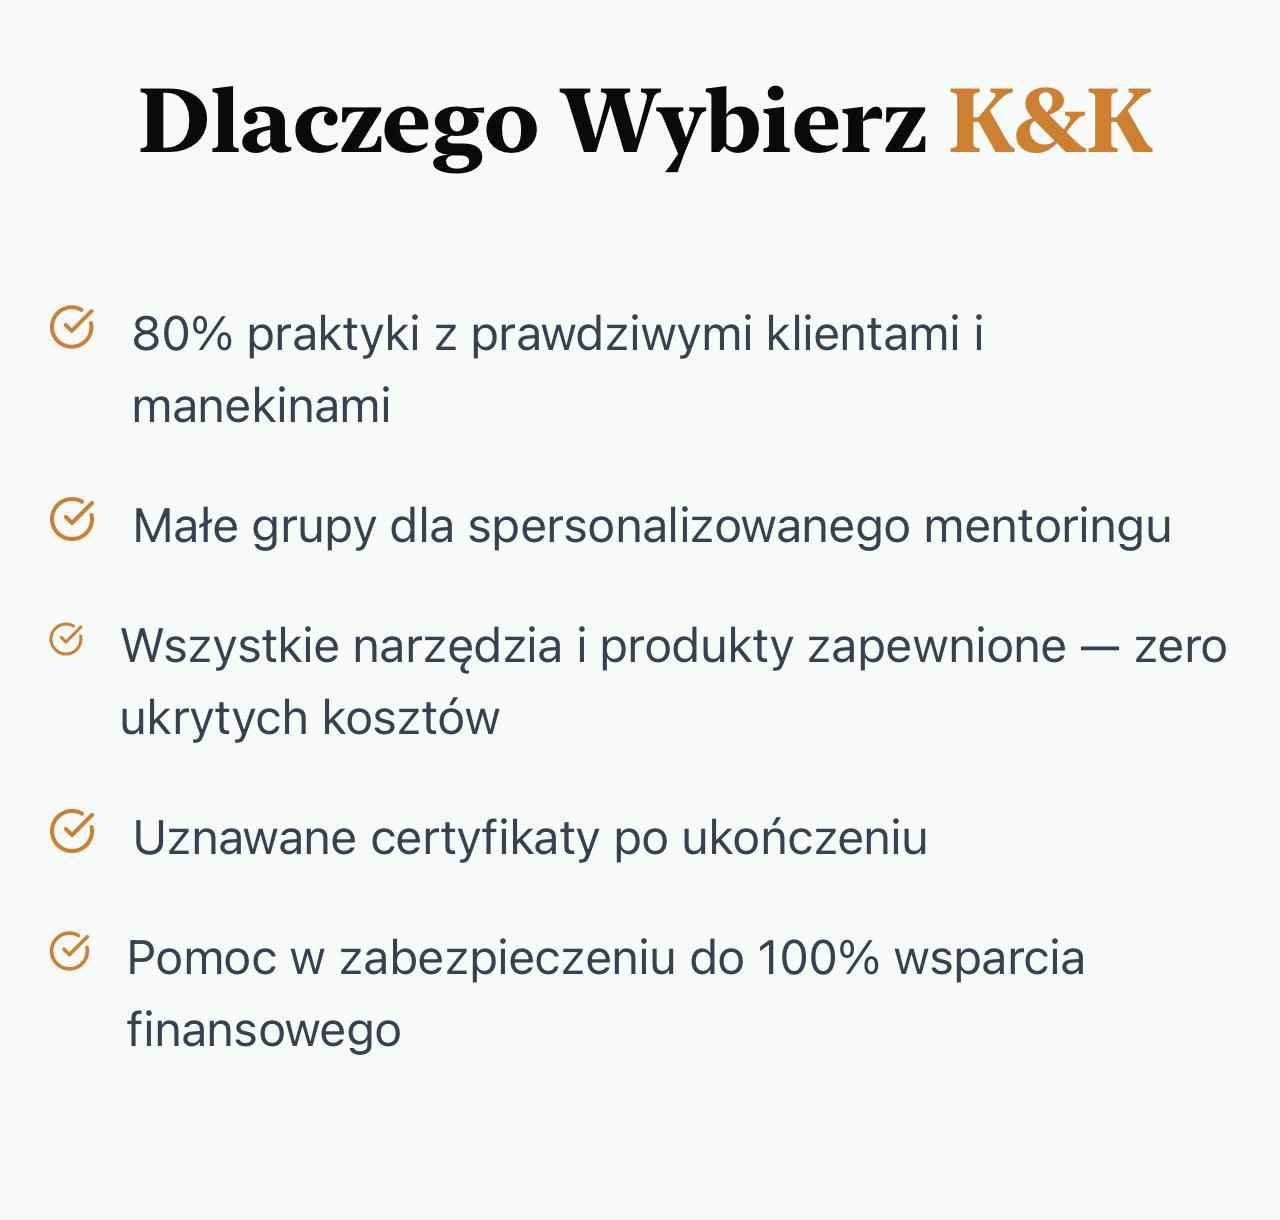 Dlaczego Wybierz K&K
80% praktyki z prawdziwymi klientami i
manekinami
Małe grupy dla spersonalizowanego mentoringu
Wszystkie narzędzia i produkty zapewnione — zero
ukrytych kosztów
Uznawane certyfikaty po ukończeniu
Pomoc w zabezpieczeniu do 100% wsparcia
finansowego